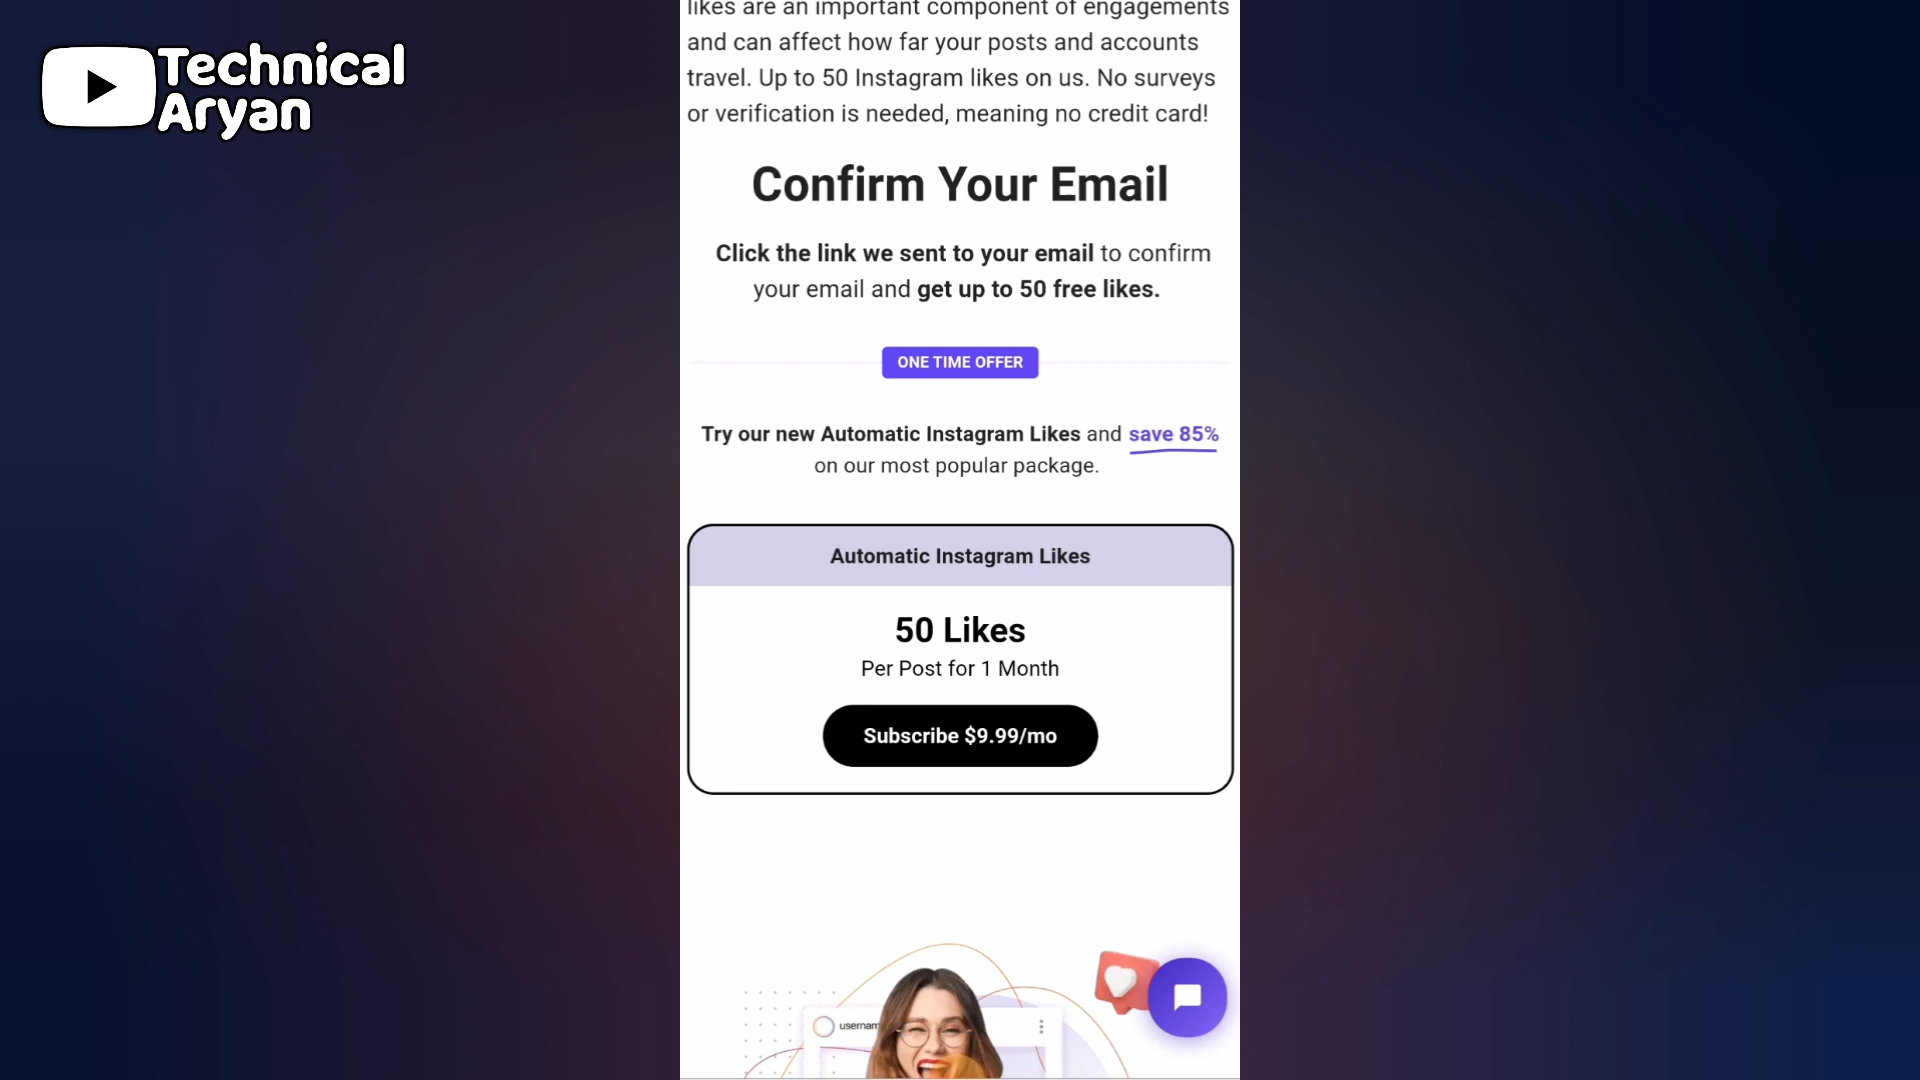 Technical
Aryan
likes are an important component of engagements
and can affect how far your posts and accounts
travel. Up to 50 Instagram likes on us. No surveys
or verification is needed, meaning no credit card!
Confirm Your Email
Click the link we sent to your email to confirm
your email and get up to 50 free likes.
ONE TIME OFFER
Try our new Automatic Instagram Likes and save 85%
on our most popular package.
Automatic Instagram Likes
50 Likes
Per Post for 1 Month
Subscribe $9.99/mo